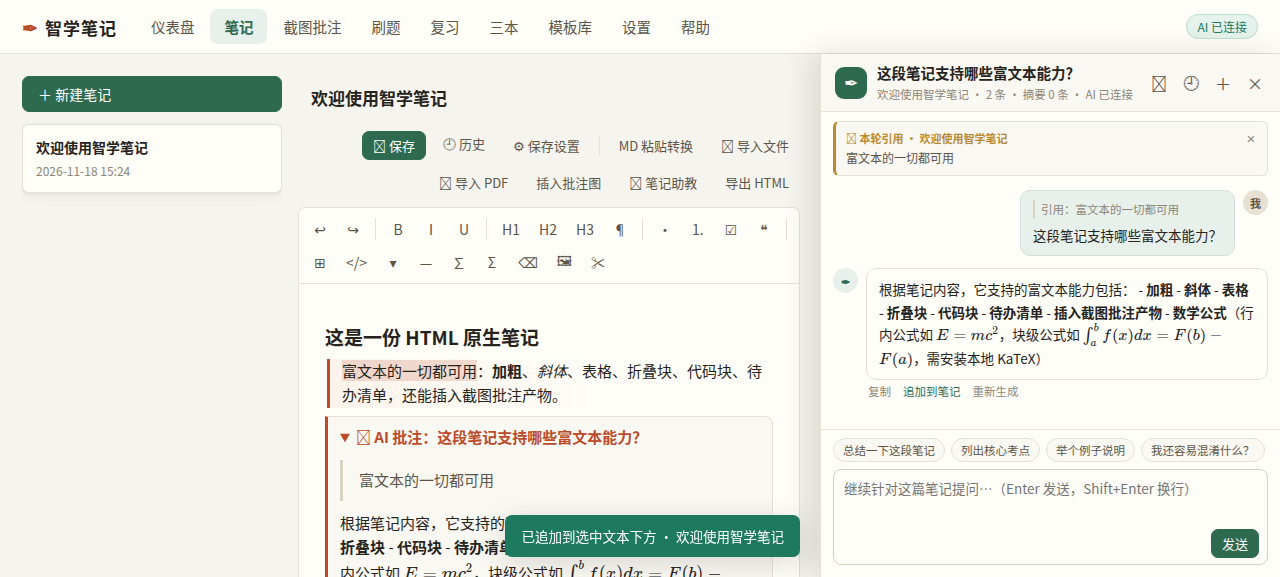 智学笔记
仪表盘 笔记 截图批注 刷题 复习 三本 模板库 设置 帮助
AI 已连接
＋ 新建笔记
欢迎使用智学笔记
2026-11-18 15:24
欢迎使用智学笔记
保存 历史 保存设置 MD 粘贴转换 导入文件
导入 PDF 插入批注图 笔记助教 导出 HTML
↩ ↪ B I U H1 H2 H3 ¶ • 1. ☑ ❝
⊞ </> ▾ — ∑ Σ ⌫ 🖼 ✂
这是一份 HTML 原生笔记
富文本的一切都可用：加粗、斜体、表格、折叠块、代码块、待
办清单，还能插入截图批注产物。
▼ AI 批注：这段笔记支持哪些富文本能力？
富文本的一切都可用
根据笔记内容，它支持的
折叠块 - 代码块 - 待办清单
内公式如 E = mc²，块级公式如 ∫ₐᵇ f(x)dx = F(b) −
已追加到选中文本下方 · 欢迎使用智学笔记
这段笔记支持哪些富文本能力？
欢迎使用智学笔记 · 2 条 · 摘要 0 条 · AI 已连接
＋ ×
本轮引用 · 欢迎使用智学笔记 ×
富文本的一切都可用
我
引用：富文本的一切都可用
这段笔记支持哪些富文本能力？
根据笔记内容，它支持的富文本能力包括： - 加粗 - 斜体 - 表格
- 折叠块 - 代码块 - 待办清单 - 插入截图批注产物 - 数学公式（行
内公式如 E = mc²，块级公式如 ∫ₐᵇ f(x)dx = F(b) −
F(a)，需安装本地 KaTeX）
复制 追加到笔记 重新生成
总结一下这段笔记 列出核心考点 举个例子说明 我还容易混淆什么？
继续针对这篇笔记提问…（Enter 发送，Shift+Enter 换行）
发送